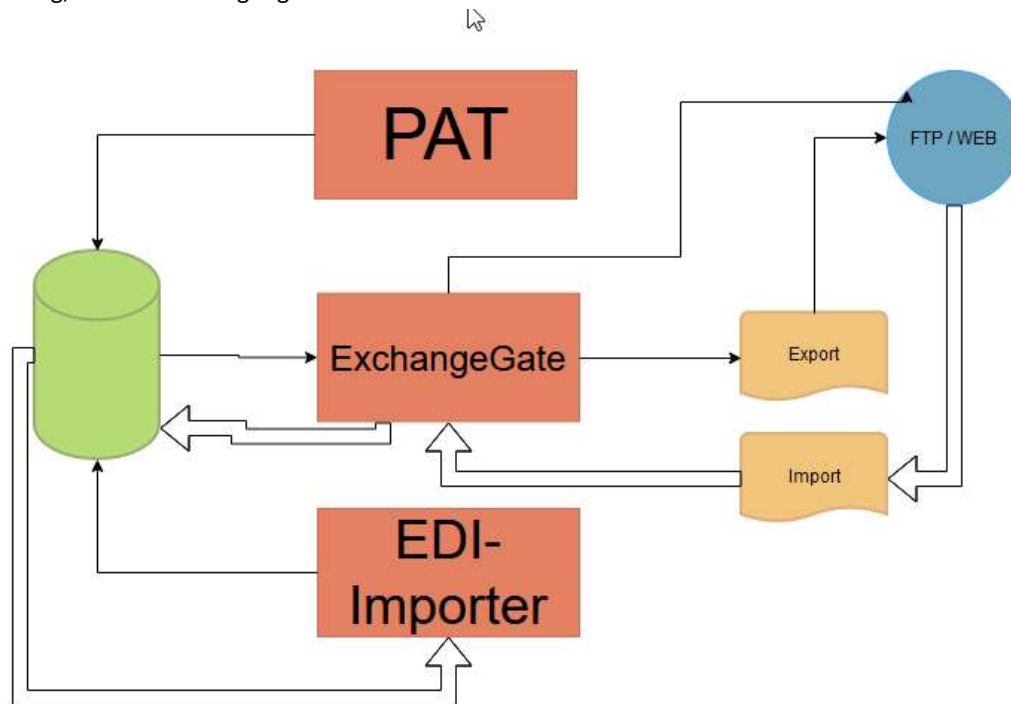 PAT
FTP / WEB
ExchangeGate
Export
Import
EDI-
Importer